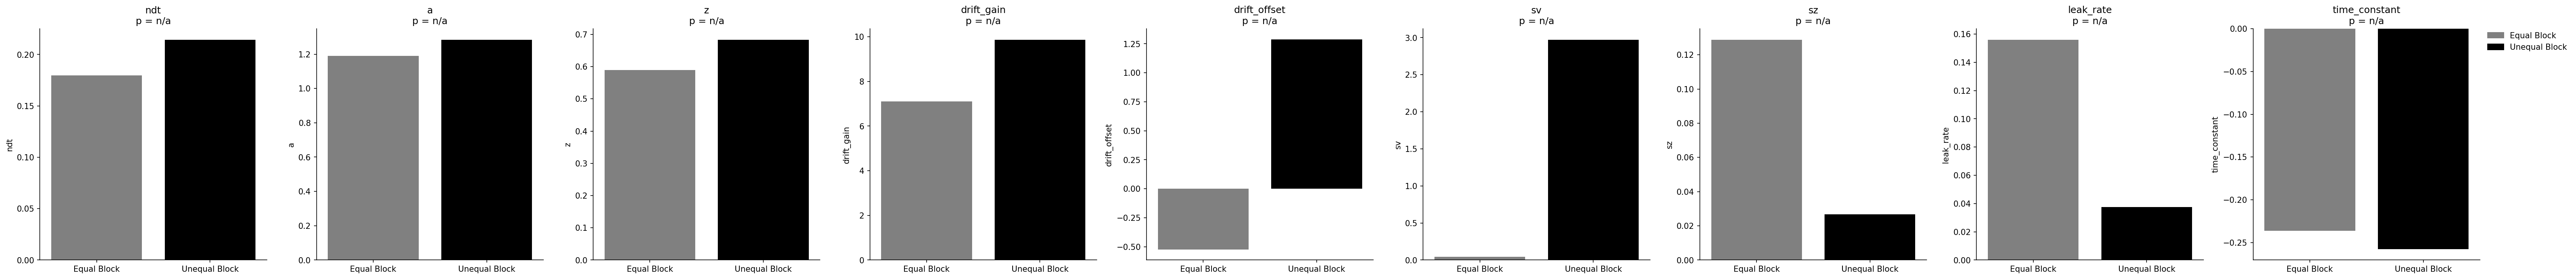 ndt
p = n/a
0.20
0.15
0.10
0.05
0.00
ndt
Equal Block
Unequal Block
a
p = n/a
1.2
1.0
0.8
0.6
0.4
0.2
0.0
a
Equal Block
Unequal Block
z
p = n/a
0.7
0.6
0.5
0.4
0.3
0.2
0.1
0.0
z
Equal Block
Unequal Block
drift_gain
p = n/a
10
8
6
4
2
0
drift_gain
Equal Block
Unequal Block
drift_offset
p = n/a
1.25
1.00
0.75
0.50
0.25
0.00
−0.25
−0.50
drift_offset
Equal Block
Unequal Block
sv
p = n/a
3.0
2.5
2.0
1.5
1.0
0.5
0.0
sv
Equal Block
Unequal Block
sz
p = n/a
0.12
0.10
0.08
0.06
0.04
0.02
0.00
sz
Equal Block
Unequal Block
leak_rate
p = n/a
0.16
0.14
0.12
0.10
0.08
0.06
0.04
0.02
0.00
leak_rate
Equal Block
Unequal Block
time_constant
p = n/a
0.00
−0.05
−0.10
−0.15
−0.20
−0.25
time_constant
Equal Block
Unequal Block
Equal Block
Unequal Block